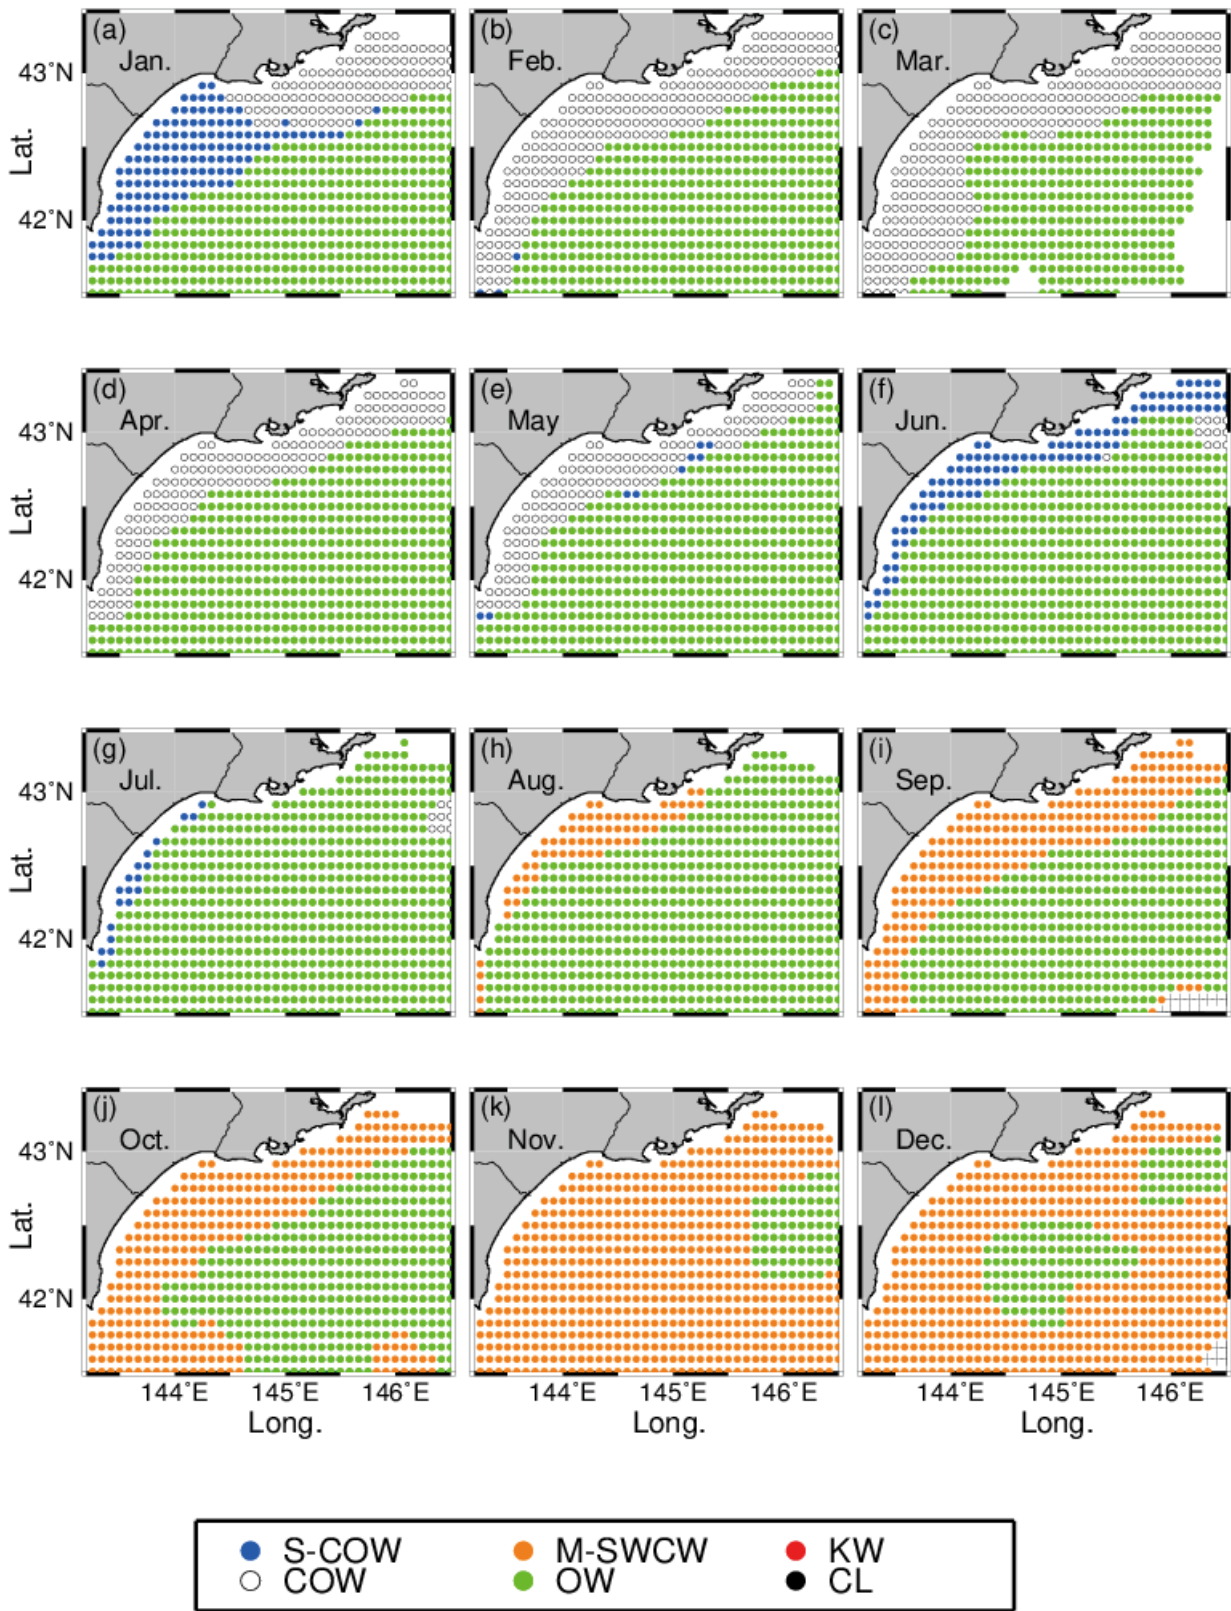 (a) (b) (c)
Jan. Feb. Mar.
43°N
Lat.
42°N
(d) (e) (f)
Apr. May Jun.
43°N
Lat.
42°N
(g) (h) (i)
Jul. Aug. Sep.
43°N
Lat.
42°N
(j) (k) (l)
Oct. Nov. Dec.
43°N
Lat.
42°N
144°E 145°E 146°E 144°E 145°E 146°E 144°E 145°E 146°E
Long. Long. Long.
S-COW M-SWCW KW
COW OW CL